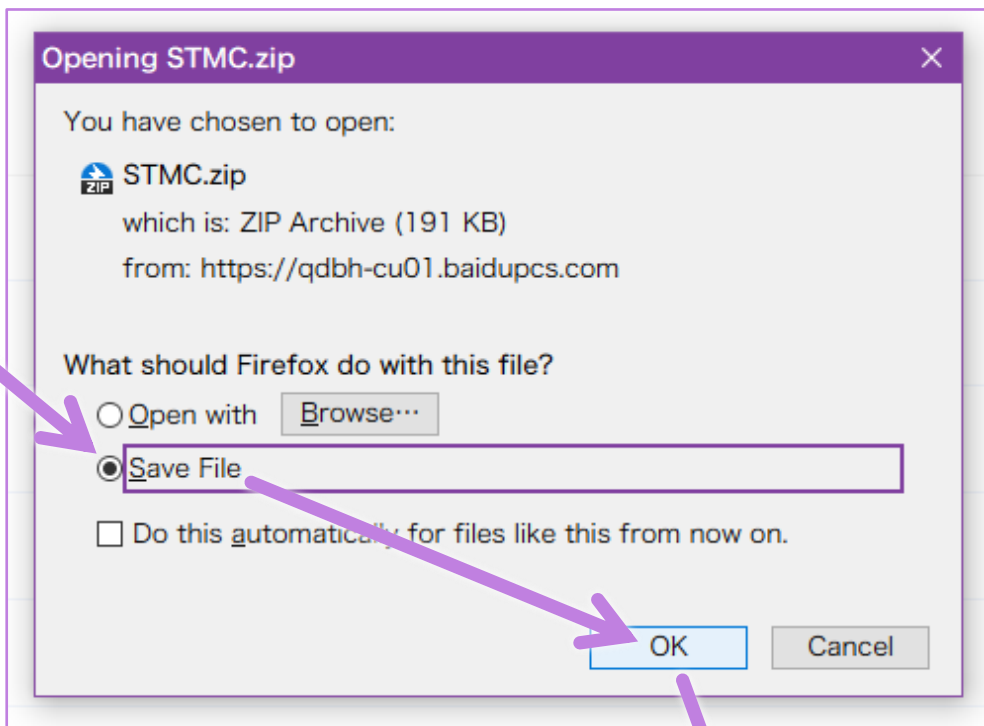 Opening STMC.zip
You have chosen to open:
ZIP
STMC.zip
which is: ZIP Archive (191 KB)
from: https://qdbh-cu01.baidupcs.com
What should Firefox do with this file?
Open with Browse···
Save File
Do this automatically for files like this from now on.
OK Cancel